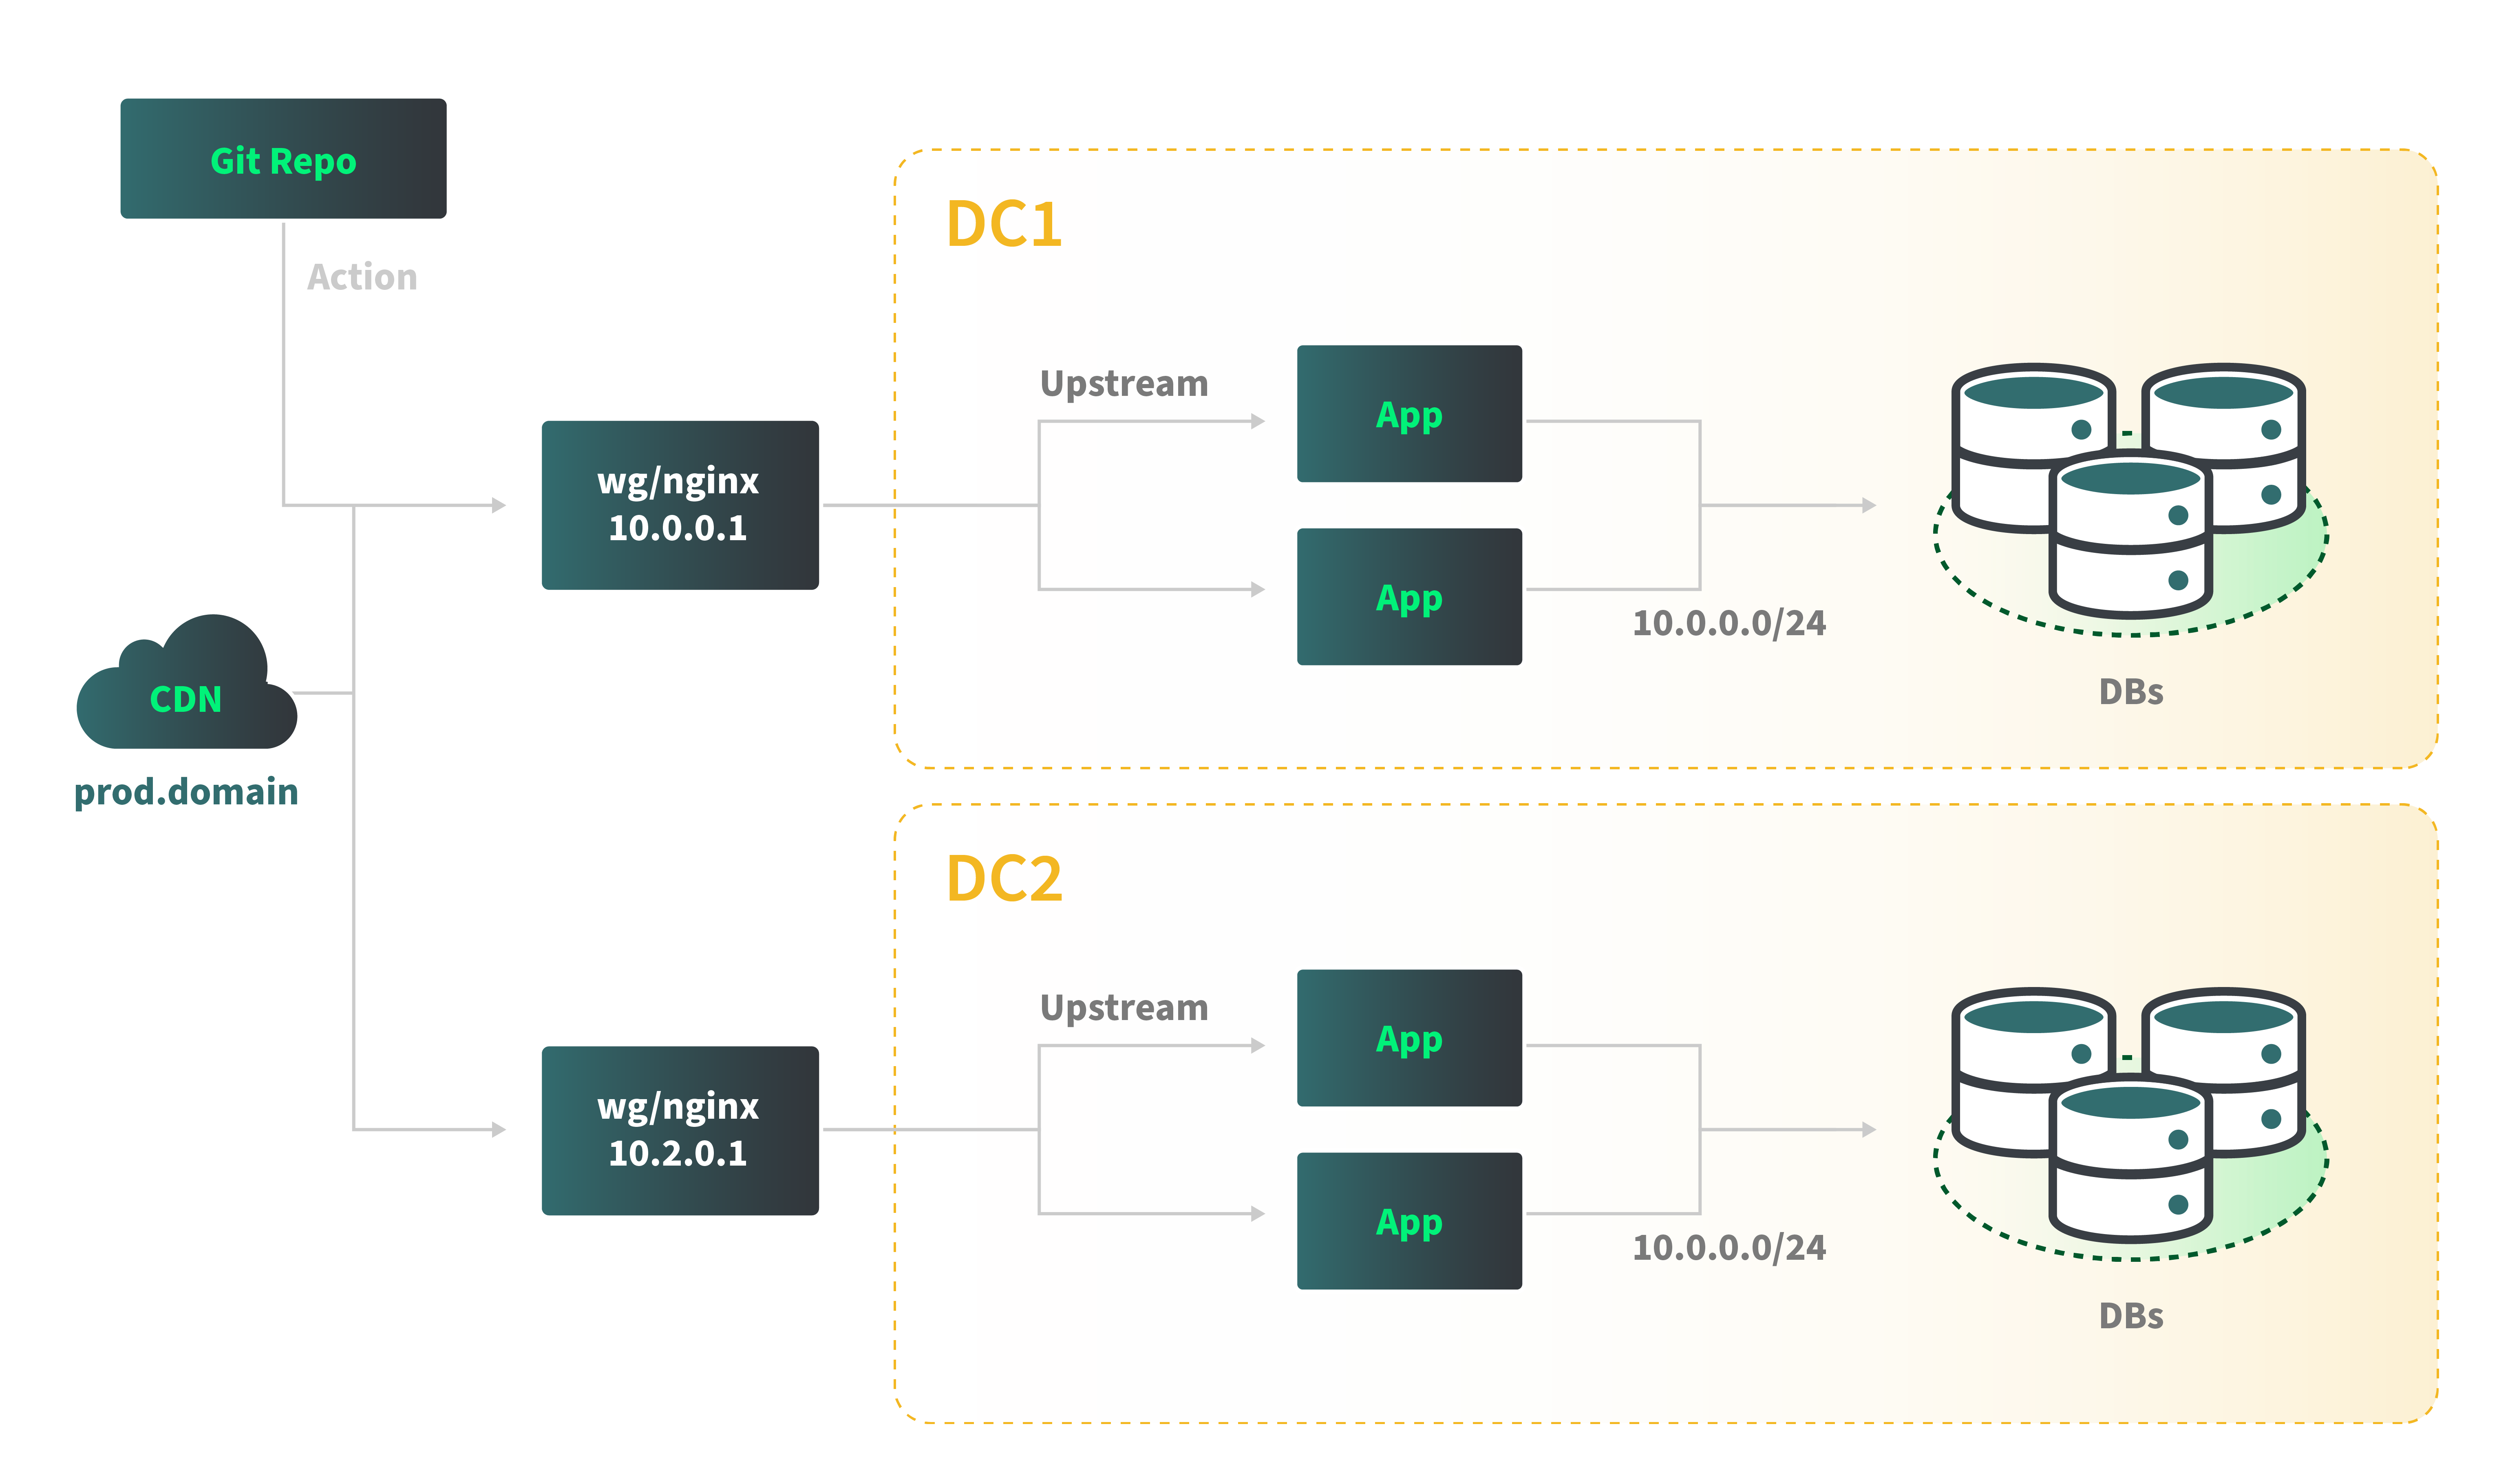 Git Repo
Action
wg/nginx
10.0.0.1
CDN
prod.domain
DC1
Upstream
App
App
10.0.0.0/24
DBs
wg/nginx
10.2.0.1
DC2
Upstream
App
App
10.0.0.0/24
DBs